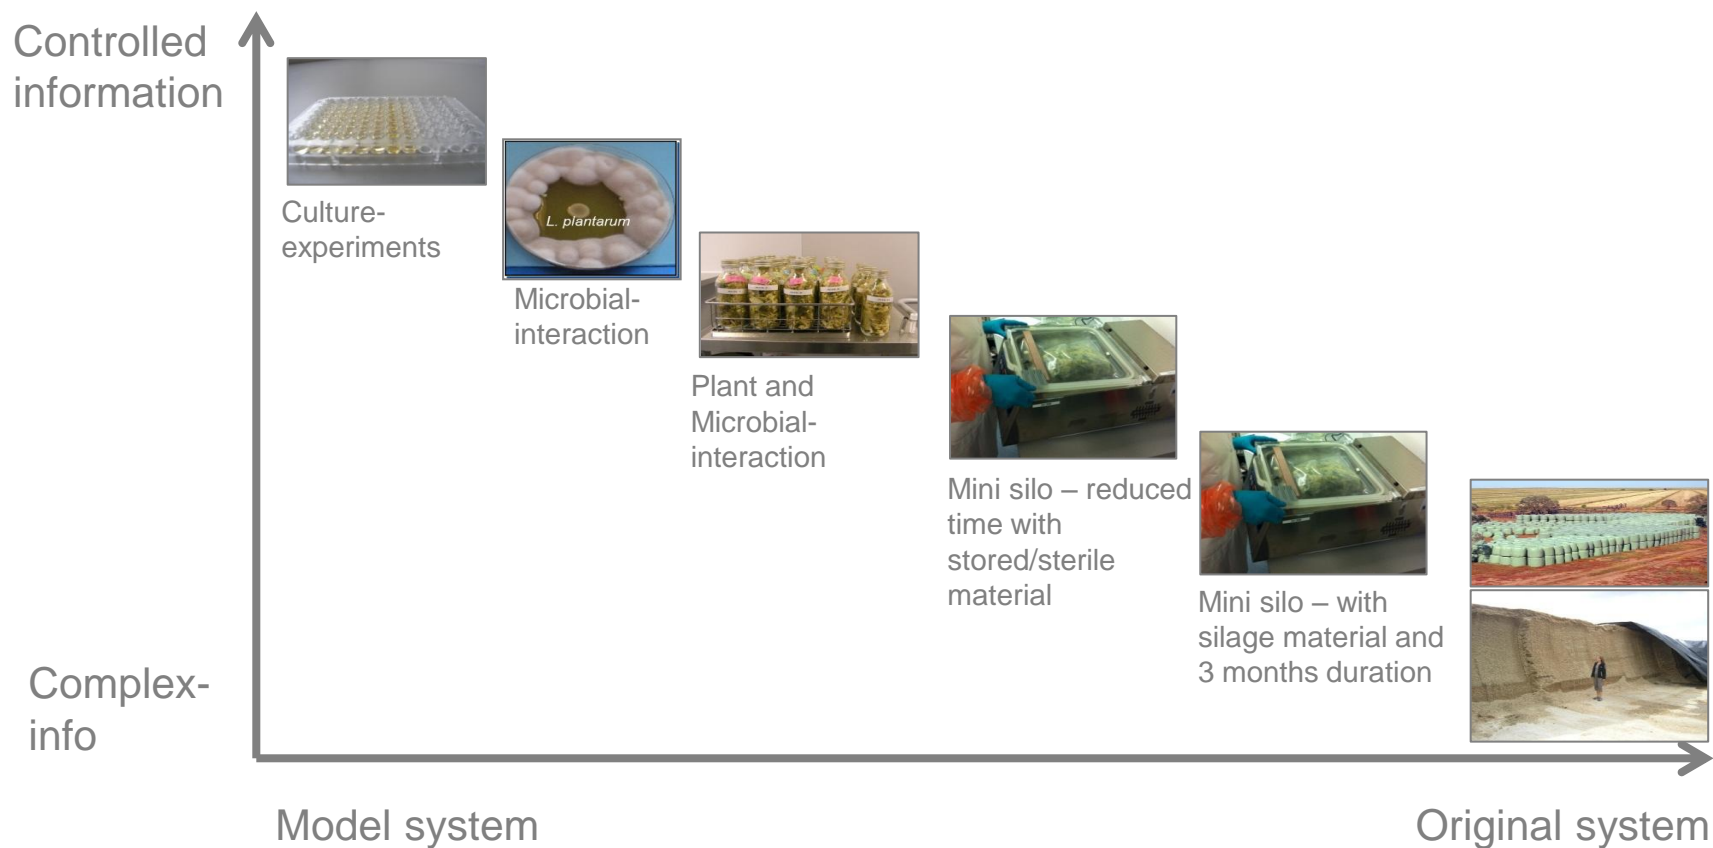 Controlled
information
Culture-
experiments
L. plantarum
Microbial-
interaction
Plant and
Microbial-
interaction
Mini silo – reduced
time with
stored/sterile
material
Mini silo – with
silage material and
3 months duration
Complex-
info
Model system
Original system